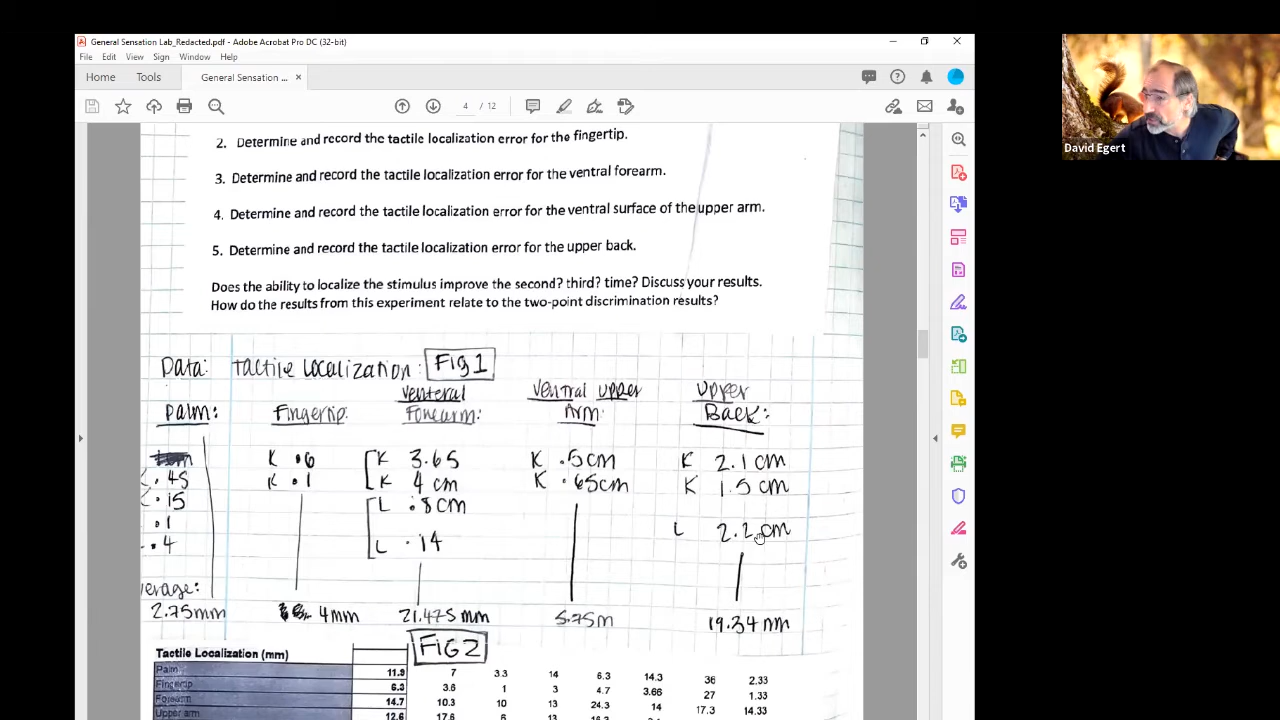 General Sensation Lab_Redacted.pdf - Adobe Acrobat Pro DC (32-bit)
File Edit View Sign Window Help
Home Tools General Sensation ... ×
4 / 12
David Egert
2. Determine and record the tactile localization error for the fingertip.
3. Determine and record the tactile localization error for the ventral forearm.
4. Determine and record the tactile localization error for the ventral surface of the upper arm.
5. Determine and record the tactile localization error for the upper back.
Does the ability to localize the stimulus improve the second? third? time? Discuss your results.
How do the results from this experiment relate to the two-point discrimination results?
Data: Tactile Localization: Fig 1
Palm: Fingertip: Venteral Forearm: Ventral upper Arm: Upper Back:
K .6 K 3.65 K .5cm K 2.1 cm
.45 K .1 K 4 cm K .65cm K 1.5 cm
.15 L .8cm
.1 L 2.2 cm
.4 L .14
erage:
2.75mm 4mm 21.475 mm 5.75m 19.34 mm
FIG 2
Tactile Localization (mm)
Palm 11.9 7 3.3 14 6.3 14.3 36 2.33
Fingertip 6.3 3.6 1 3 4.7 3.66 27 1.33
Forearm 14.7 10.3 10 13 24.3 14 17.3 14.33
Upper arm 12.6 17.6 6 13